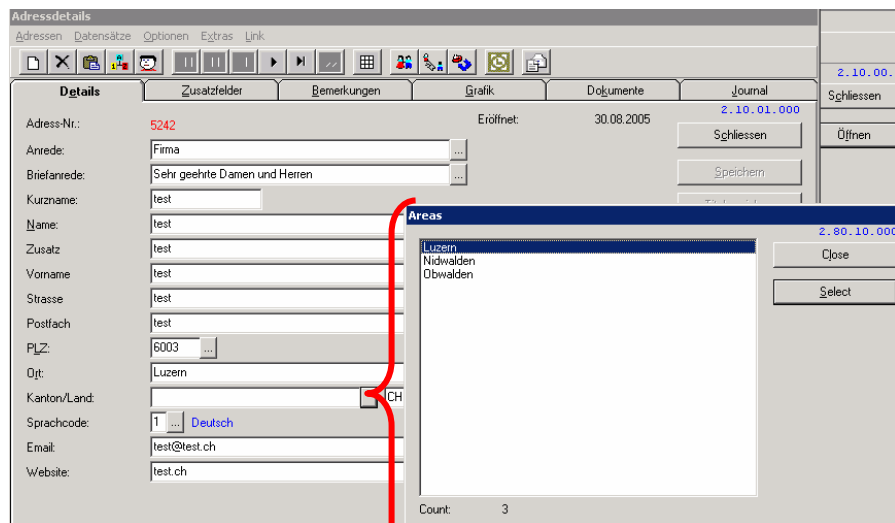 Adressdetails
Adressen Datensätze Optionen Extras Link
2.10.00.
Details Zusatzfelder Bemerkungen Grafik Dokumente Journal
Schliessen
2.10.01.000
Adress-Nr.: 5242 Eröffnet: 30.08.2005
Schliessen
Öffnen
Anrede: Firma ...
Briefanrede: Sehr geehrte Damen und Herren ...
Speichern
Kurzname: test
Areas
Name: test
2.80.10.000
Zusatz test
Luzern
Close
Vorname test
Nidwalden
Obwalden
Strasse test
Select
Postfach test
PLZ: 6003 ...
Ort: Luzern
Kanton/Land: CH
Sprachcode: 1 ... Deutsch
Email: test@test.ch
Website: test.ch
Count: 3